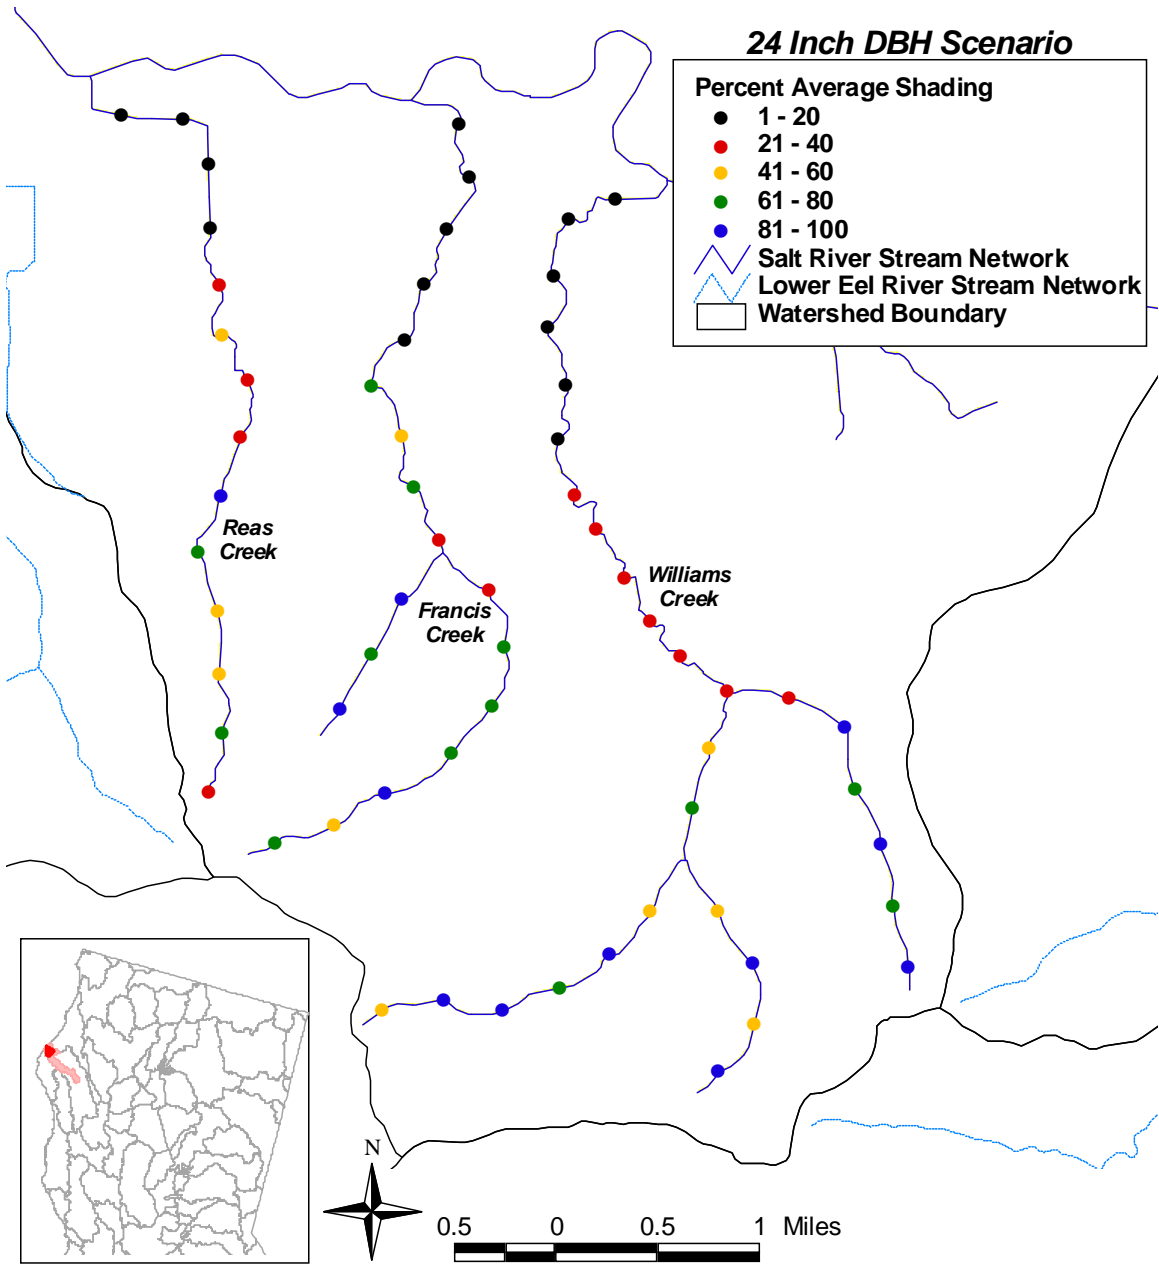 24 Inch DBH Scenario
Percent Average Shading
1 - 20
21 - 40
41 - 60
61 - 80
81 - 100
Salt River Stream Network
Lower Eel River Stream Network
Watershed Boundary
Reas
Creek
Francis
Creek
Williams
Creek
N
0.5 0 0.5 1 Miles